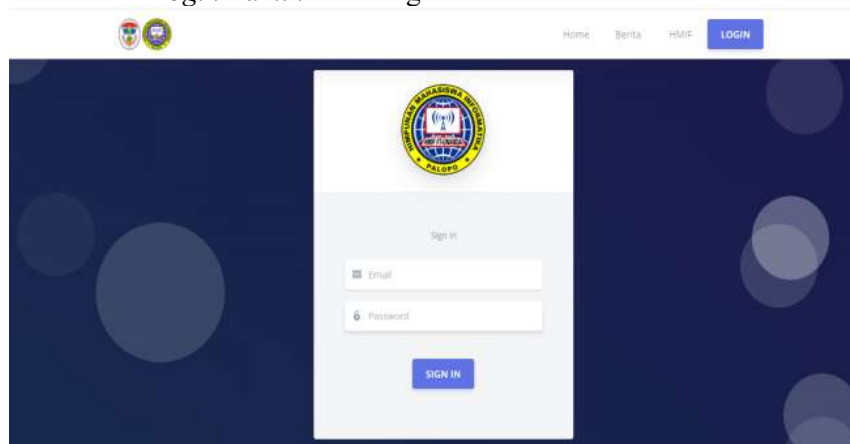 Home Berita HMIF LOGIN
HIMPUNAN MAHASISWA INFORMATIKA
PALOPO
Sign in
Email
Password
SIGN IN